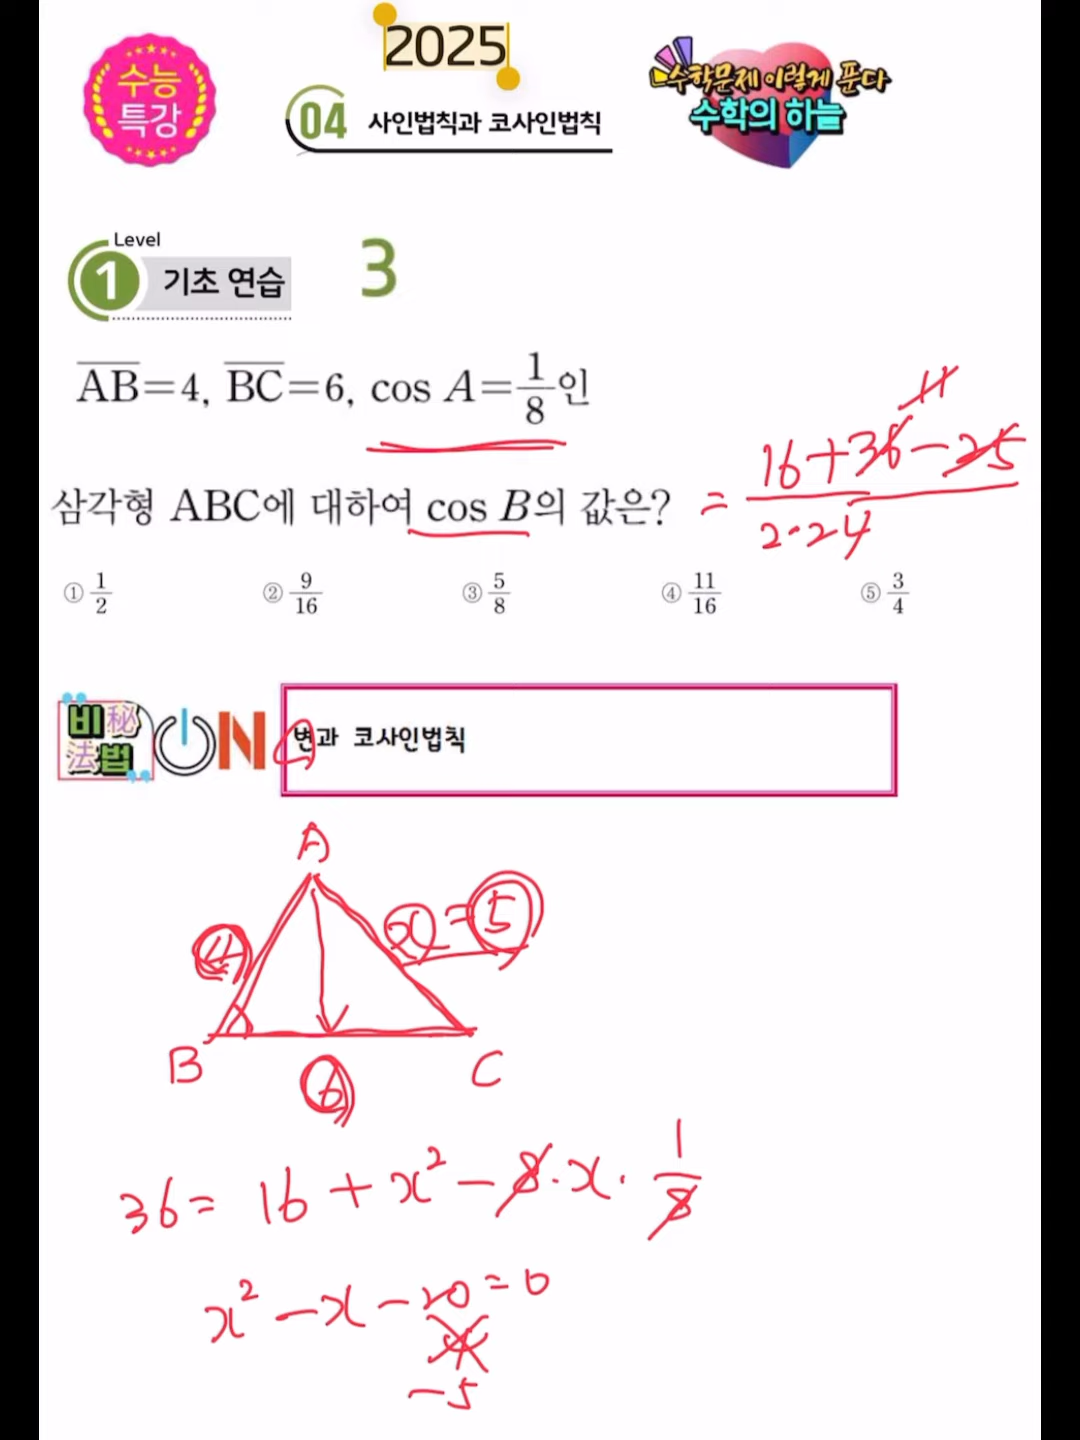 2025
수능
특강
04 사인법칙과 코사인법칙
수학문제 이렇게 푼다
수학의 하늘
Level
1 기초 연습 3
AB=4, BC=6, cos A=1/8인
삼각형 ABC에 대하여 cos B의 값은?
= 16+36-25 / 2·24
11
① 1/2 ② 9/16 ③ 5/8 ④ 11/16 ⑤ 3/4
비秘
法법
ON
변과 코사인법칙
A
4
x = 5
B
6
C
36 = 16 + x² - 8·x· 1/8
x² - x - 20 = 0
4
-5